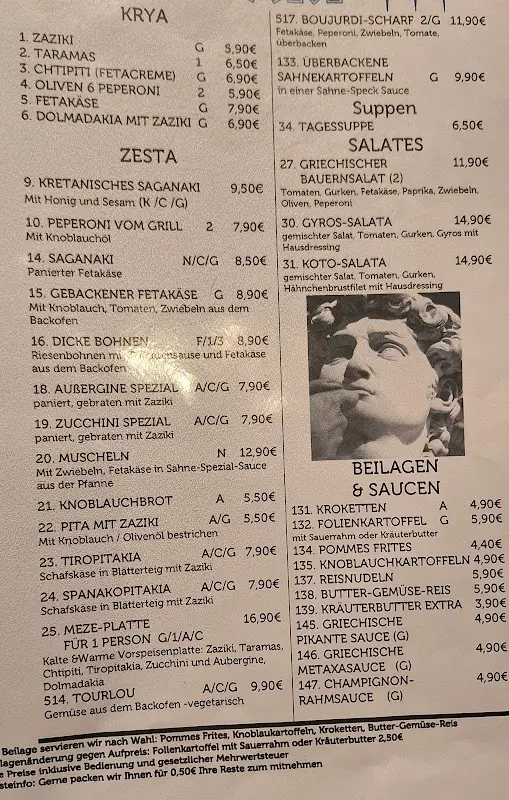 KRYA
1. ZAZIKI G 5,90€
2. TARAMAS 1 6,50€
3. CHTIPITI (FETACREME) G 6,90€
4. OLIVEN 6 PEPERONI 2 5,90€
5. FETAKÄSE G 7,90€
6. DOLMADAKIA MIT ZAZIKI G 6,90€
ZESTA
9. KRETANISCHES SAGANAKI 9,50€
Mit Honig und Sesam (K /C /G)
10. PEPERONI VOM GRILL 2 7,90€
Mit Knoblauchöl
14. SAGANAKI N/C/G 8,50€
Panierter Fetakäse
15. GEBACKENER FETAKÄSE G 8,90€
Mit Knoblauch, Tomaten, Zwiebeln aus dem
Backofen
16. DICKE BOHNEN F/1/3 8,90€
Riesenbohnen mit und Fetakäse
aus dem Backofen
18. AUßERGINE SPEZIAL A/C/G 7,90€
paniert, gebraten mit Zaziki
19. ZUCCHINI SPEZIAL A/C/G 7,90€
paniert, gebraten mit Zaziki
20. MUSCHELN N 12,90€
Mit Zwiebeln, Fetakäse in Sahne-Spezial-Sauce
aus der Pfanne
21. KNOBLAUCHBROT A 5,50€
22. PITA MIT ZAZIKI A/G 5,50€
Mit Knoblauch / Olivenöl bestrichen
23. TIROPITAKIA A/C/G 7,90€
Schafskäse in Blätterteig mit Zaziki
24. SPANAKOPITAKIA A/C/G 7,90€
Schafskäse in Blätterteig mit Zaziki
25. MEZE-PLATTE 16,90€
FÜR 1 PERSON G/1/A/C
Kalte &Warme Vorspeisenplatte: Zaziki, Taramas,
Chtipiti, Tiropitakia, Zucchini und Aubergine,
Dolmadakia
514. TOURLOU A/C/G 9,90€
Gemüse aus dem Backofen -vegetarisch
517. BOUJURDI-SCHARF 2/G 11,90€
Fetakäse, Peperoni, Zwiebeln, Tomate,
überbacken
133. ÜBERBACKENE
SAHNEKARTOFFELN G 9,90€
in einer Sahne-Speck Sauce
Suppen
34. TAGESSUPPE 6,50€
SALATES
27. GRIECHISCHER 11,90€
BAUERNSALAT (2)
Tomaten, Gurken, Fetakäse, Paprika, Zwiebeln,
Oliven, Peperoni
30. GYROS-SALATA 14,90€
gemischter Salat, Tomaten, Gurken, Gyros mit
Hausdressing
31. KOTO-SALATA 14,90€
gemischter Salat, Tomaten, Gurken,
Hähnchenbrustfilet mit Hausdressing
BEILAGEN
& SAUCEN
131. KROKETTEN A 4,90€
132. FOLIENKARTOFFEL G 5,90€
mit Sauerrahm oder Kräuterbutter
134. POMMES FRITES 4,40€
135. KNOBLAUCHKARTOFFELN 4,90€
137. REISNUDELN 5,90€
138. BUTTER-GEMÜSE-REIS 5,90€
139. KRÄUTERBUTTER EXTRA 3,90€
145. GRIECHISCHE 4,90€
PIKANTE SAUCE (G)
146. GRIECHISCHE 4,90€
METAXASAUCE (G)
147. CHAMPIGNON- 4,90€
RAHMSAUCE (G)
Beilage servieren wir nach Wahl: Pommes Frites, Knoblaukartoffeln, Kroketten, Butter-Gemüse-Reis
lagenänderung gegen Aufpreis: Folienkartoffel mit Sauerrahm oder Kräuterbutter 2,50€
e Preise inklusive Bedienung und gesetzlicher Mehrwertsteuer
steinfo: Gerne packen wir Ihnen für 0,50€ Ihre Reste zum mitnehmen